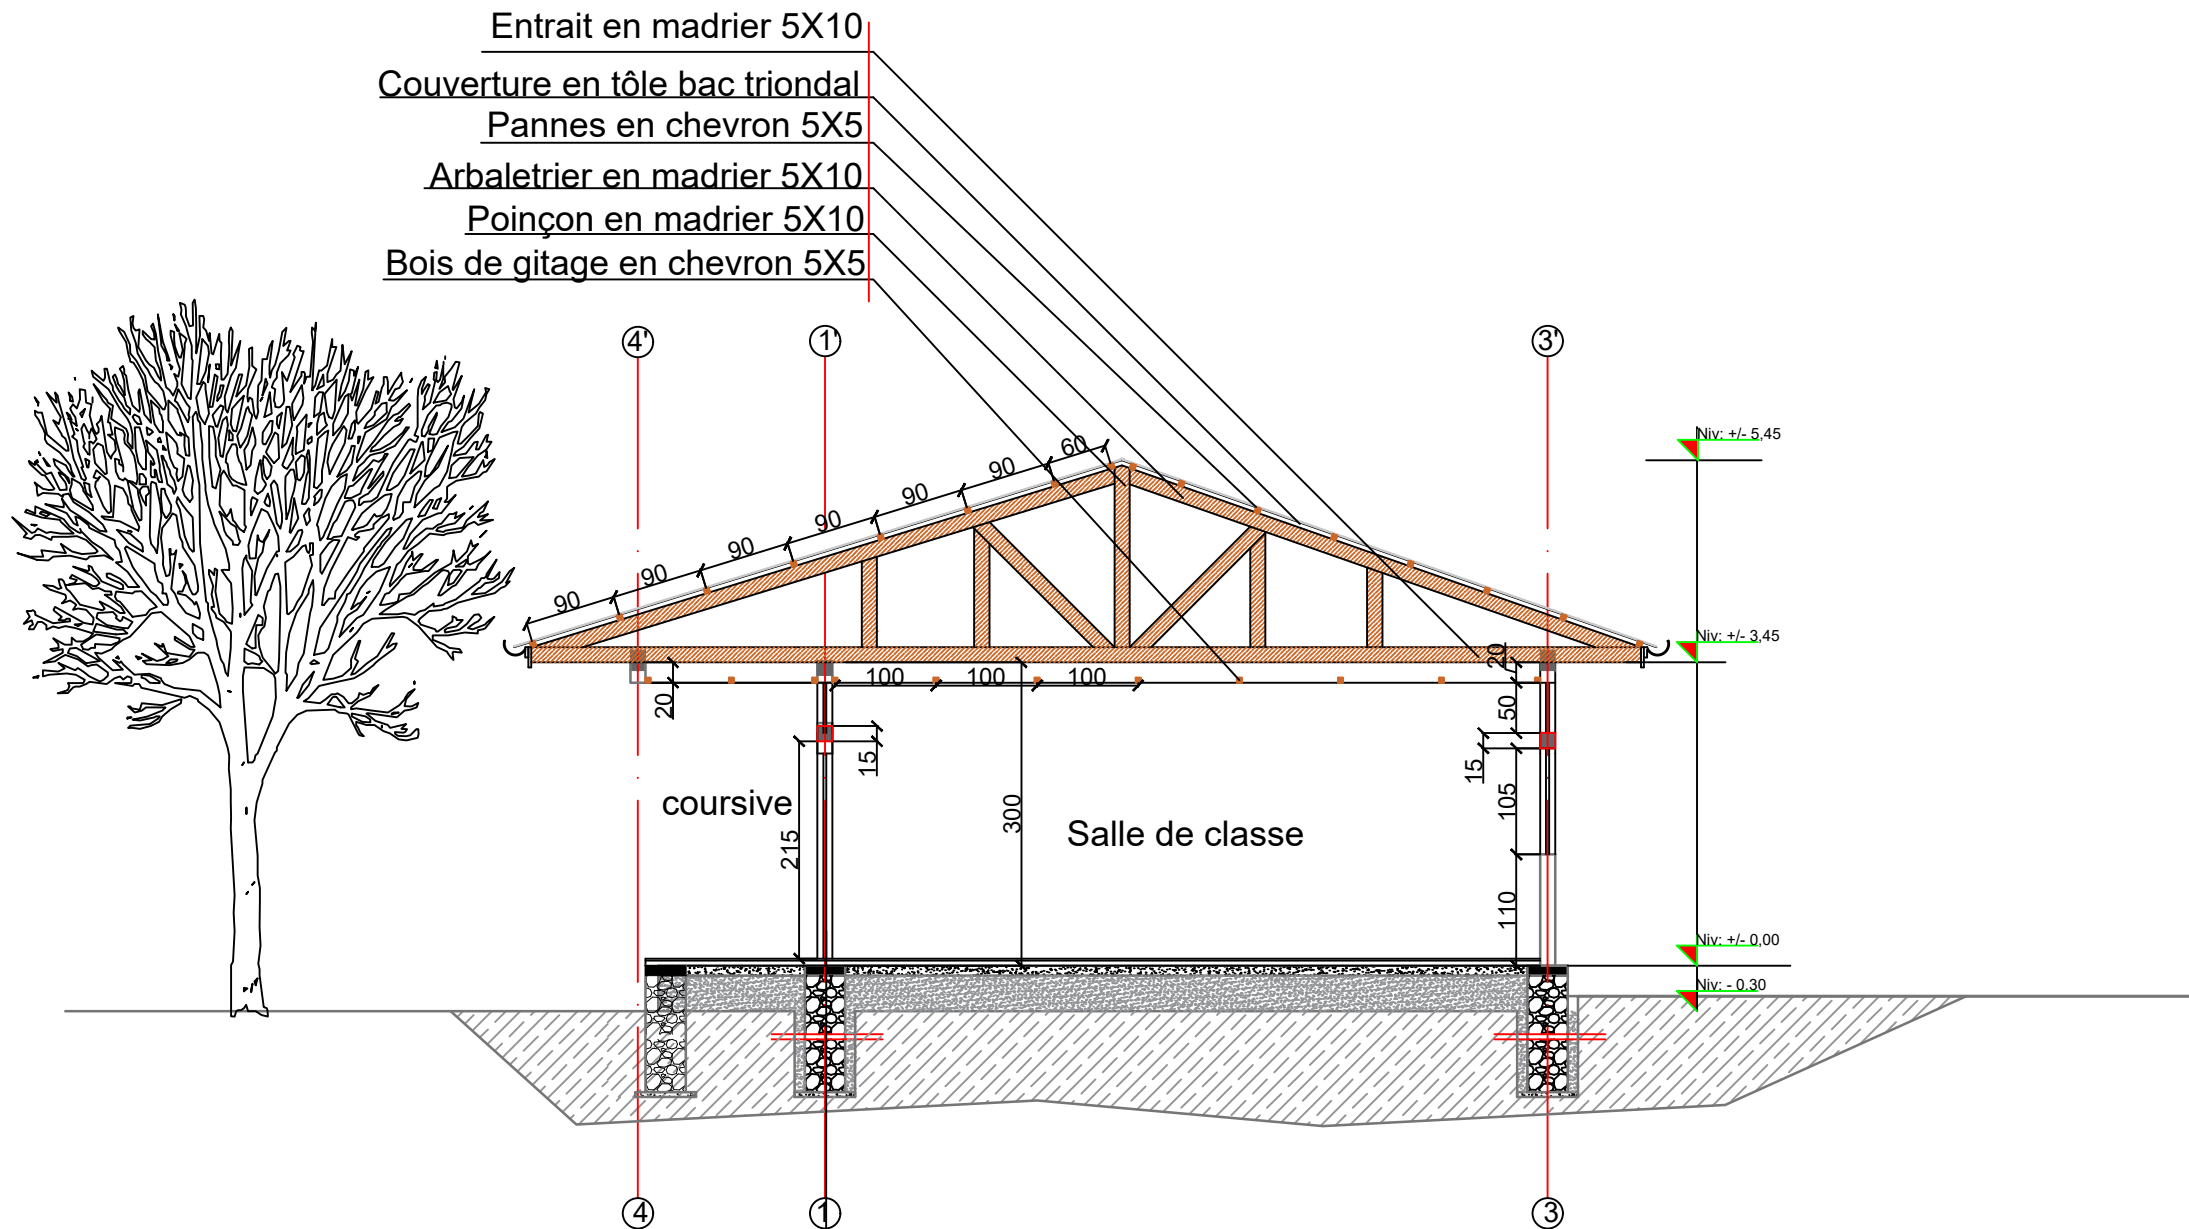 Entrait en madrier 5X10
Couverture en tôle bac triondal
Pannes en chevron 5X5
Arbaletrier en madrier 5X10
Poinçon en madrier 5X10
Bois de gitage en chevron 5X5
4' 1' 3'
Niv: +/- 5,45
60
90
90
90
90
90
90
Niv: +/- 3,45
20
100 100 100
20
50
15
15
105
coursive
215
300
Salle de classe
110
Niv: +/- 0,00
Niv: - 0,30
4 1 3